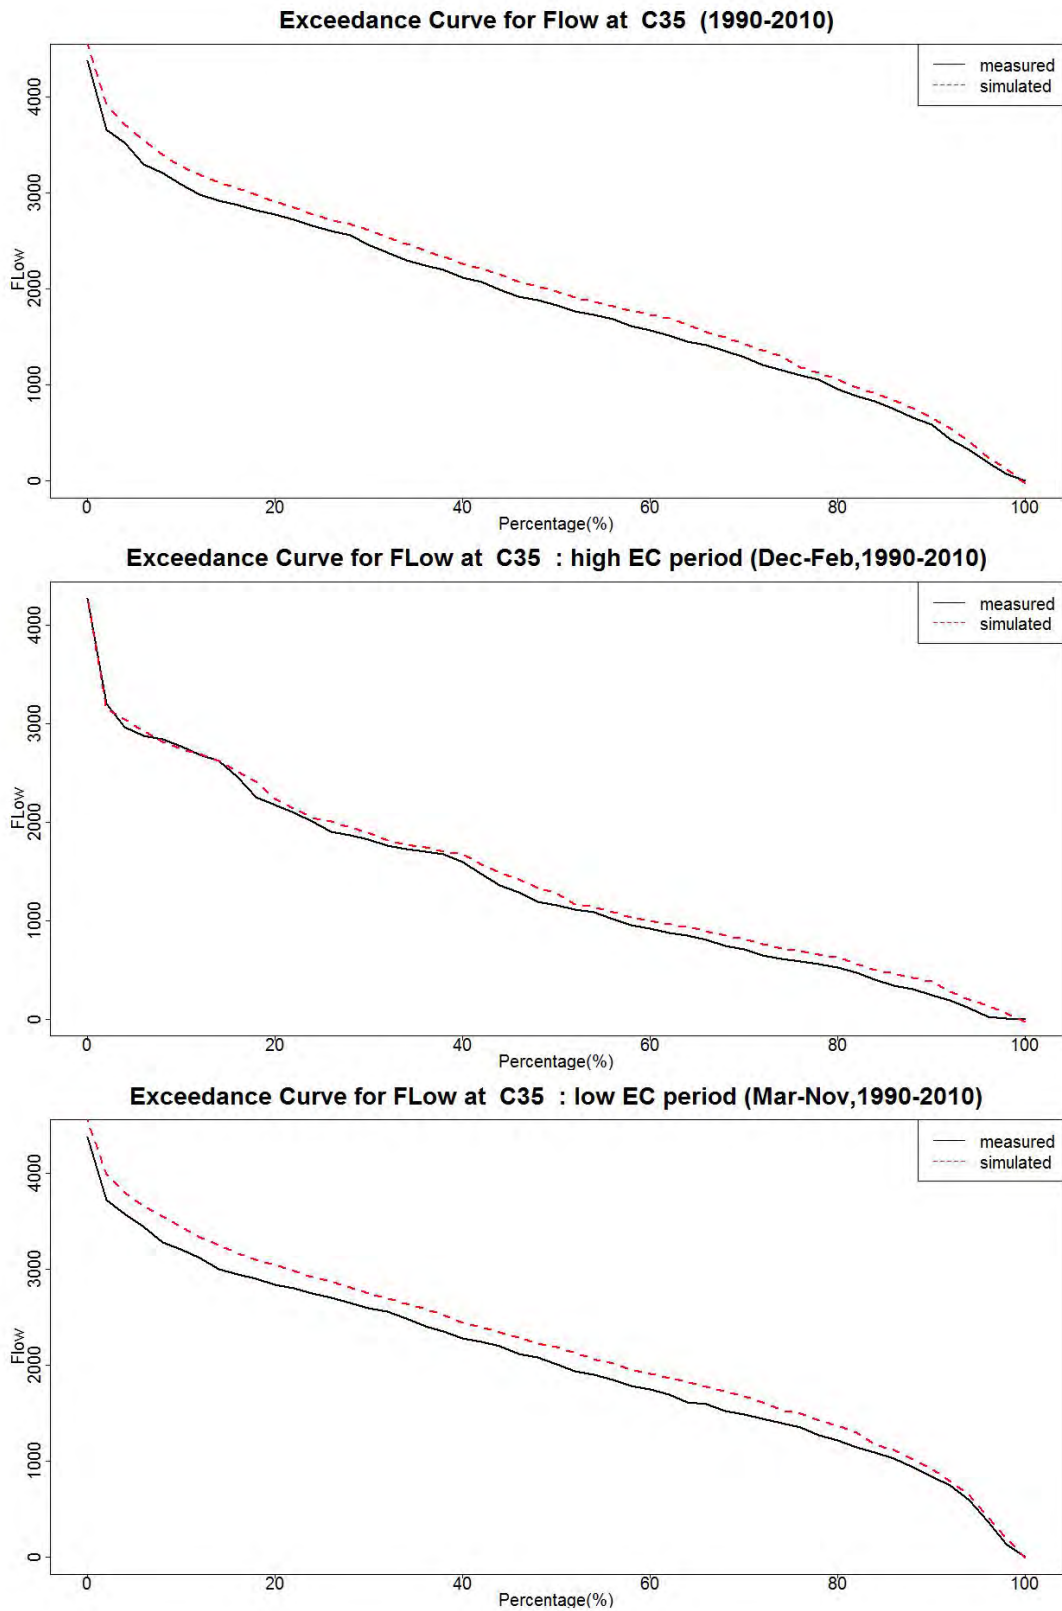 Exceedance Curve for Flow at C35 (1990-2010)
measured
simulated
FLow
4000
3000
2000
1000
0
0 20 40 60 80 100
Percentage(%)
Exceedance Curve for FLow at C35 : high EC period (Dec-Feb,1990-2010)
measured
simulated
FLow
4000
3000
2000
1000
0
0 20 40 60 80 100
Percentage(%)
Exceedance Curve for FLow at C35 : low EC period (Mar-Nov,1990-2010)
measured
simulated
Flow
4000
3000
2000
1000
0
0 20 40 60 80 100
Percentage(%)